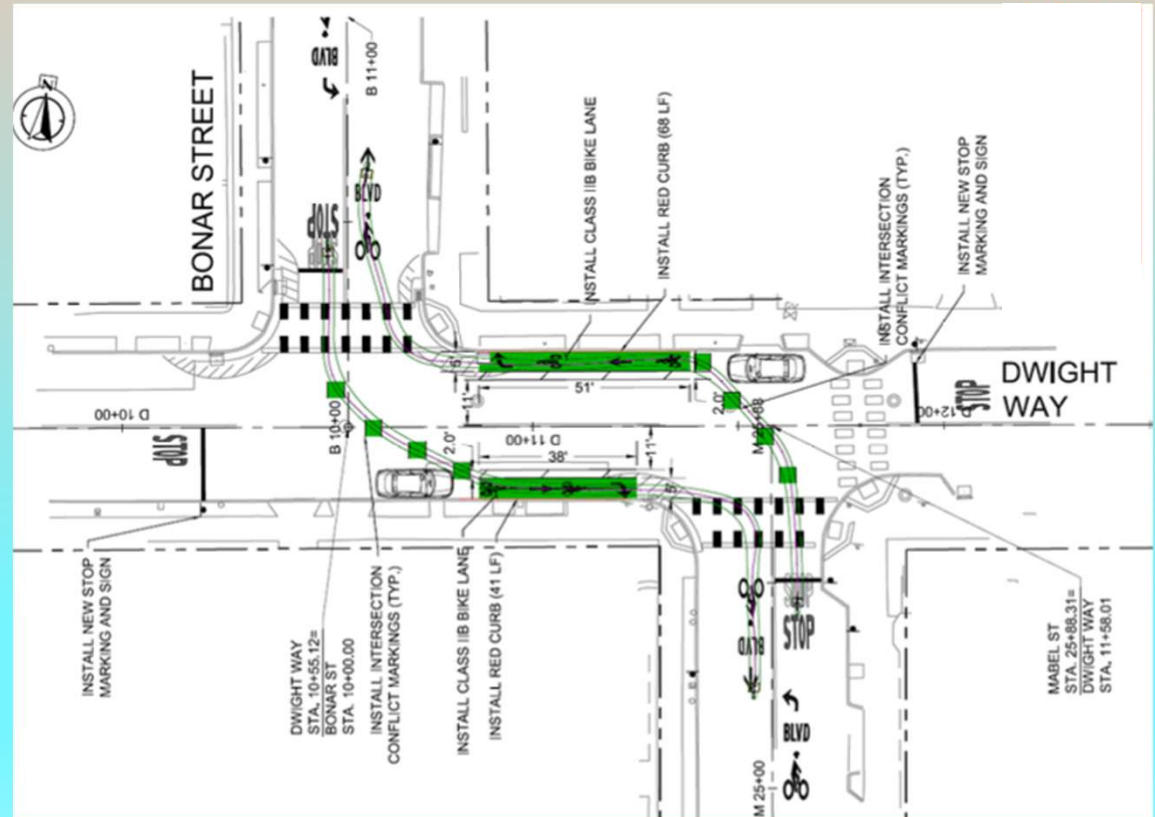 BLVD
B 11+00
N
BONAR STREET
BLVD
STOP
INSTALL CLASS IIB BIKE LANE
INSTALL RED CURB (68 LF)
INSTALL INTERSECTION
CONFLICT MARKINGS (TYP.)
INSTALL NEW STOP
MARKING AND SIGN
DWIGHT
WAY
5'
51'
11'
2.0'
D 10+00
B 10+00
D 11+00
D 12+00
STOP
STOP
2.0'
38'
11'
5'
INSTALL NEW STOP
MARKING AND SIGN
DWIGHT WAY
STA, 10+55.12=
BONAR ST
STA. 10+00.00
INSTALL INTERSECTION
CONFLICT MARKINGS (TYP.)
INSTALL CLASS IIB BIKE LANE
INSTALL RED CURB (41 LF)
BLVD
STOP
BLVD
M 25+00
MABEL ST
STA. 25+88.31=
DWIGHT WAY
STA, 11+58.01